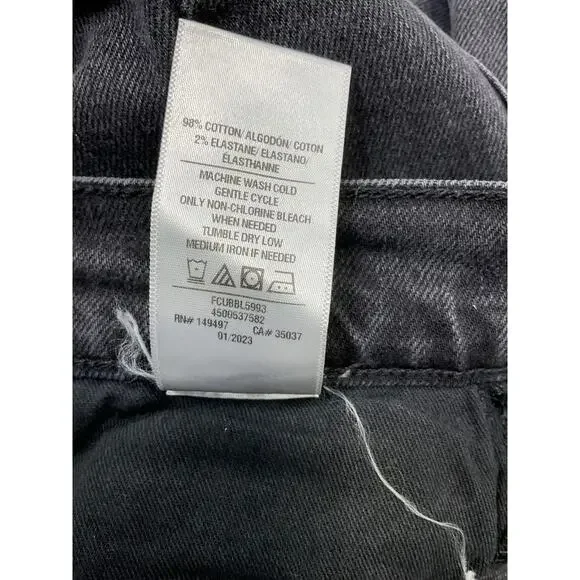 98% COTTON/ ALGODÓN/ COTON
2% ELASTANE/ ELASTANO/
ÉLASTHANNE
MACHINE WASH COLD
GENTLE CYCLE
ONLY NON-CHLORINE BLEACH
WHEN NEEDED
TUMBLE DRY LOW
MEDIUM IRON IF NEEDED
FCUBBL5993
4500537582
RN# 149497 CA# 35037
01/2023